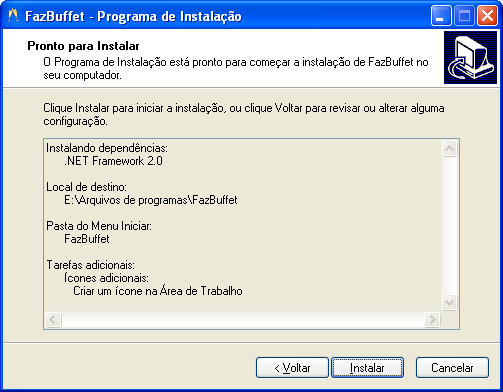 FazBuffet - Programa de Instalação
Pronto para Instalar
O Programa de Instalação está pronto para começar a instalação de FazBuffet no
seu computador.
Clique Instalar para iniciar a instalação, ou clique Voltar para revisar ou alterar alguma
configuração.
Instalando dependências:
.NET Framework 2.0
Local de destino:
E:\Arquivos de programas\FazBuffet
Pasta do Menu Iniciar:
FazBuffet
Tarefas adicionais:
Ícones adicionais:
Criar um ícone na Área de Trabalho
< Voltar
Instalar
Cancelar